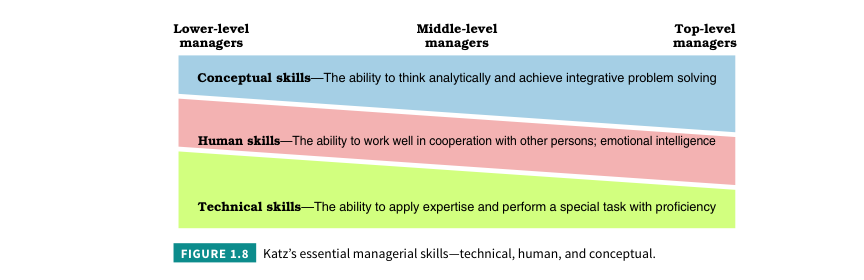 Lower-level
managers
Middle-level
managers
Top-level
managers
Conceptual skills—The ability to think analytically and achieve integrative problem solving
Human skills—The ability to work well in cooperation with other persons; emotional intelligence
Technical skills—The ability to apply expertise and perform a special task with proficiency
FIGURE 1.8 Katz’s essential managerial skills—technical, human, and conceptual.